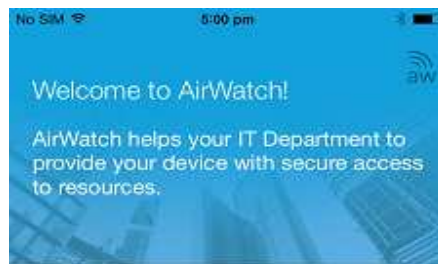 No SIM 5:00 pm
aw
Welcome to AirWatch!
AirWatch helps your IT Department to
provide your device with secure access
to resources.